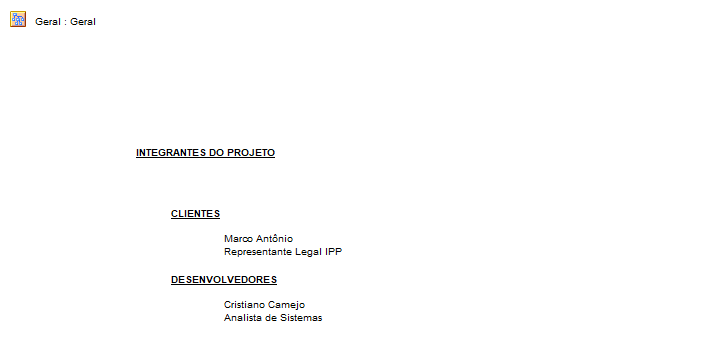 Geral : Geral
INTEGRANTES DO PROJETO
CLIENTES
Marco Antônio
Representante Legal IPP
DESENVOLVEDORES
Cristiano Camejo
Analista de Sistemas